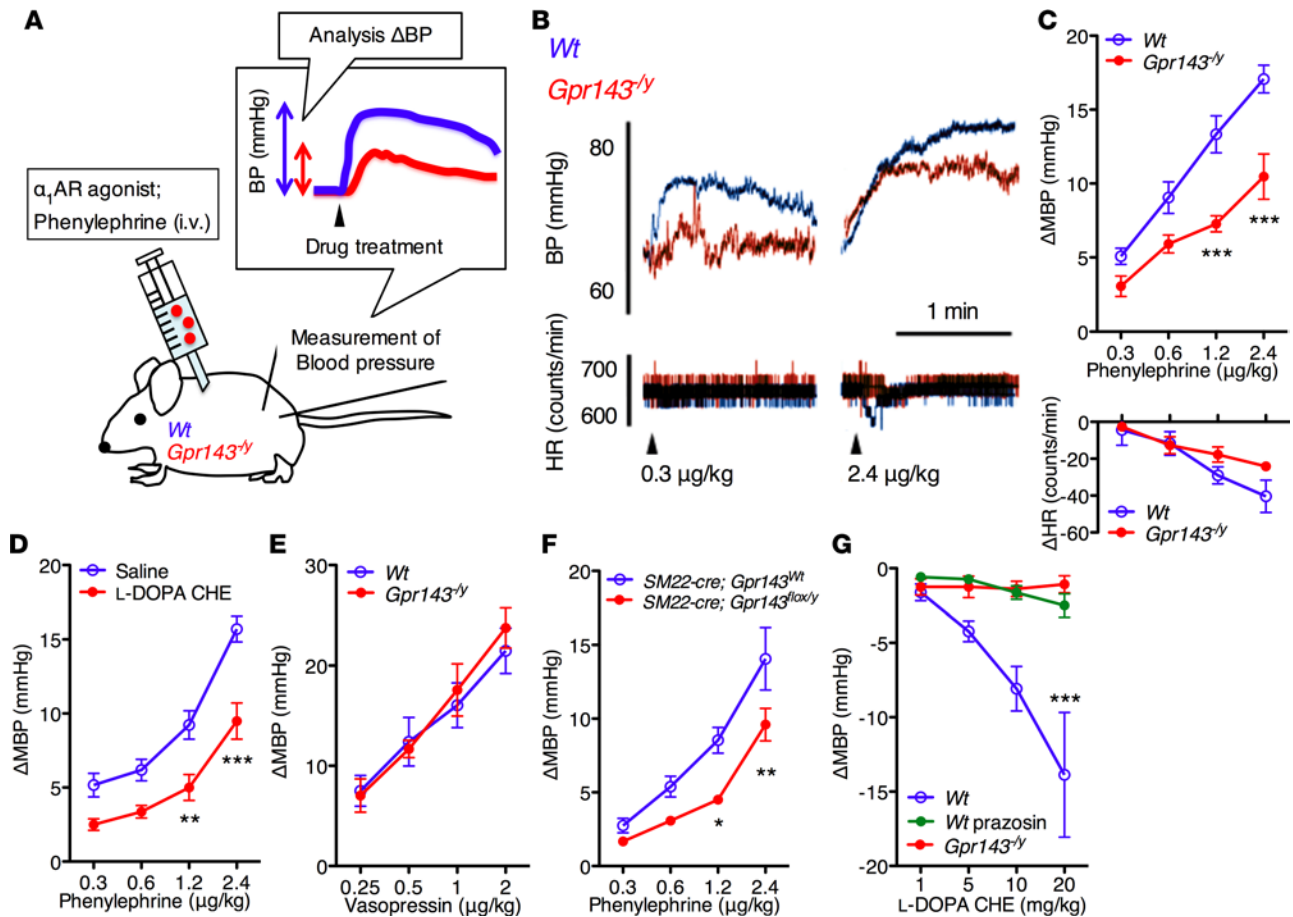 A
Analysis ΔBP
BP (mmHg)
Drug treatment
α₁AR agonist;
Phenylephrine (i.v.)
Measurement of
Blood pressure
Wt
Gpr143⁻/ʸ
B
Wt
Gpr143⁻/ʸ
80
60
BP (mmHg)
1 min
700
600
HR (counts/min)
0.3 µg/kg
2.4 µg/kg
C
Wt
Gpr143⁻/ʸ
20
15
10
5
0
ΔMBP (mmHg)
***
***
0.3 0.6 1.2 2.4
Phenylephrine (µg/kg)
0
-20
-40
-60
ΔHR (counts/min)
Wt
Gpr143⁻/ʸ
D
Saline
L-DOPA CHE
20
15
10
5
0
ΔMBP (mmHg)
**
***
0.3 0.6 1.2 2.4
Phenylephrine (µg/kg)
E
Wt
Gpr143⁻/ʸ
30
20
10
0
ΔMBP (mmHg)
0.25 0.5 1 2
Vasopressin (µg/kg)
F
SM22-cre; Gpr143ᵂᵗ
SM22-cre; Gpr143ᶠˡᵒˣ/ʸ
20
15
10
5
0
ΔMBP (mmHg)
*
**
0.3 0.6 1.2 2.4
Phenylephrine (µg/kg)
G
0
-5
-10
-15
-20
ΔMBP (mmHg)
***
Wt
Wt prazosin
Gpr143⁻/ʸ
1 5 10 20
L-DOPA CHE (mg/kg)